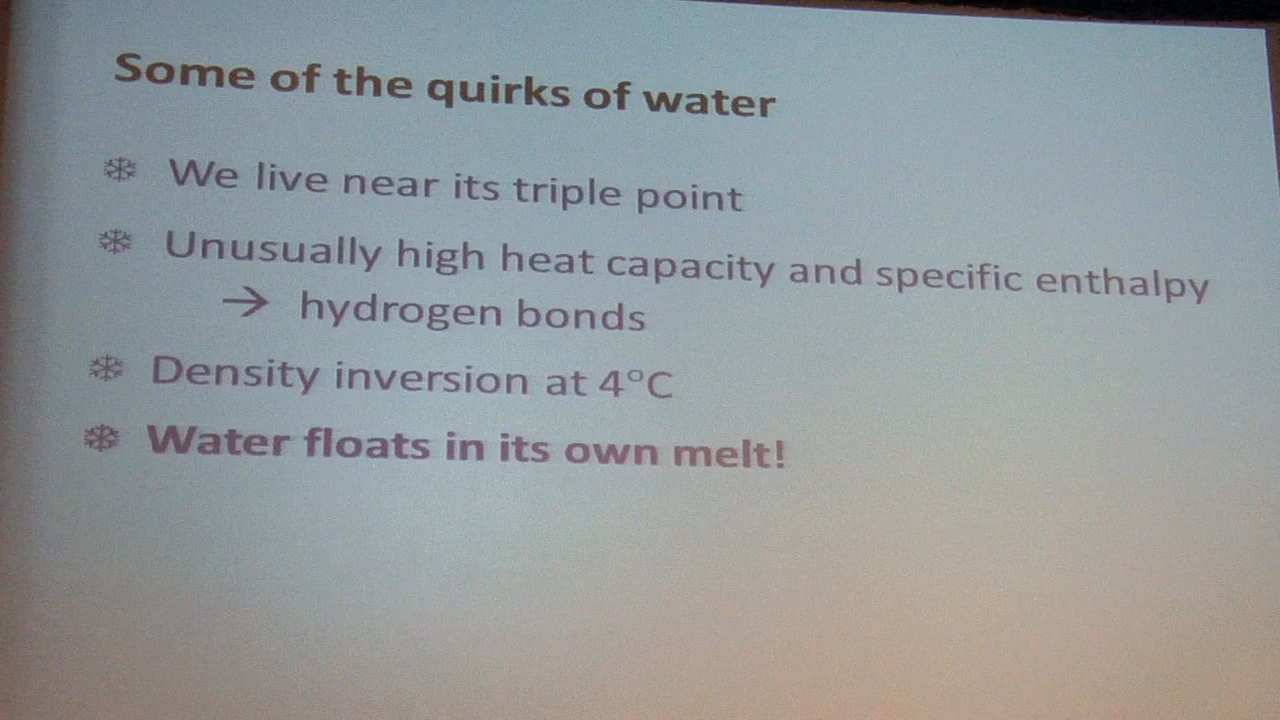 Some of the quirks of water
❄ We live near its triple point
❄ Unusually high heat capacity and specific enthalpy
→ hydrogen bonds
❄ Density inversion at 4°C
❄ Water floats in its own melt!